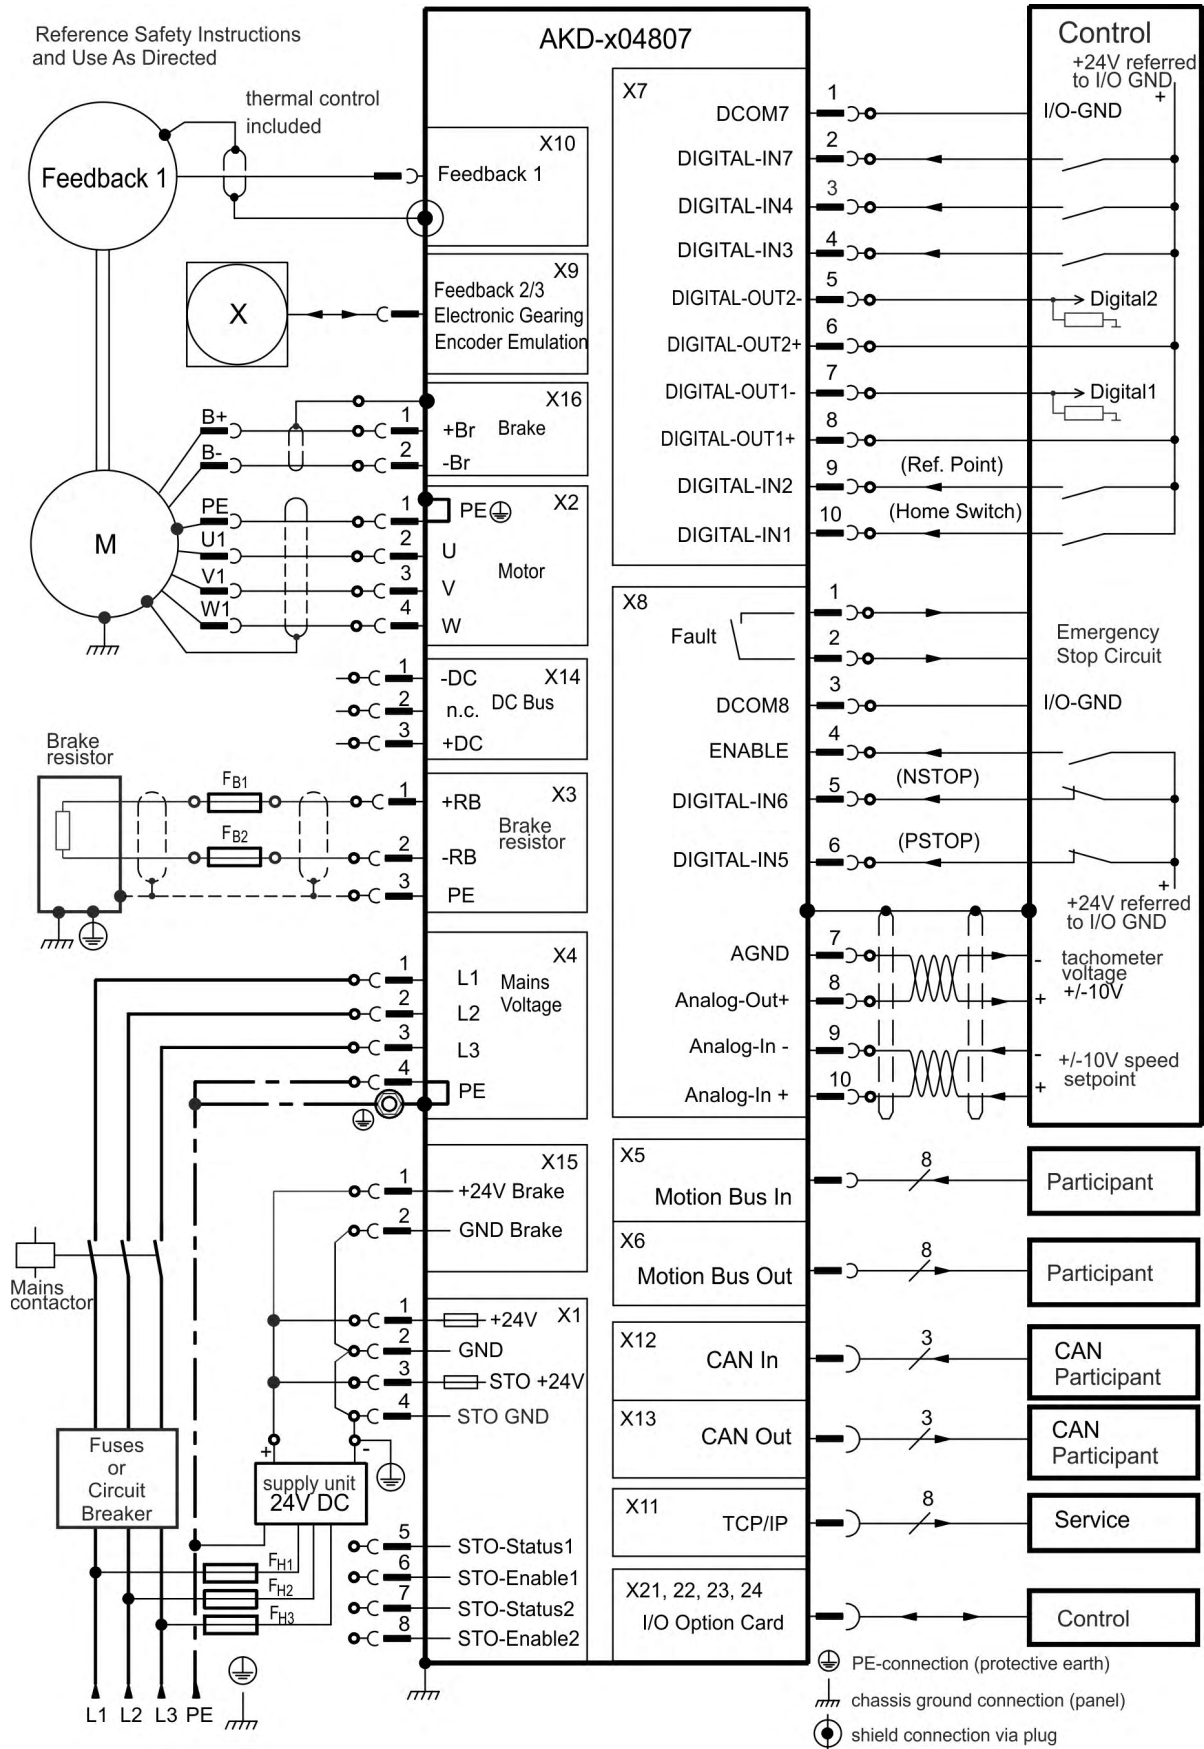 Reference Safety Instructions
and Use As Directed
thermal control
included
Feedback 1
AKD-x04807
X10
Feedback 1
X
X9
Feedback 2/3
Electronic Gearing
Encoder Emulation
B+
B-
1
2
X16
+Br Brake
-Br
M
PE
U1
V1
W1
1
2
3
4
X2
PE
U
V
W
Motor
1
2
3
X14
-DC
n.c.
+DC
DC Bus
Brake
resistor
FB1
FB2
1
2
3
X3
+RB
-RB
PE
Brake
resistor
1
2
3
4
X4
L1
L2
L3
PE
Mains
Voltage
1
2
X15
+24V Brake
GND Brake
Mains
contactor
1
2
3
4
X1
+24V
GND
STO +24V
STO GND
Fuses
or
Circuit
Breaker
+
-
supply unit
24V DC
FH1
FH2
FH3
5
6
7
8
STO-Status1
STO-Enable1
STO-Status2
STO-Enable2
L1 L2 L3 PE
X7
DCOM7
DIGITAL-IN7
DIGITAL-IN4
DIGITAL-IN3
DIGITAL-OUT2-
DIGITAL-OUT2+
DIGITAL-OUT1-
DIGITAL-OUT1+
DIGITAL-IN2
DIGITAL-IN1
1
2
3
4
5
6
7
8
9
10
(Ref. Point)
(Home Switch)
Control
+24V referred
to I/O GND
+
I/O-GND
Digital2
Digital1
X8
Fault
DCOM8
ENABLE
DIGITAL-IN6
DIGITAL-IN5
AGND
Analog-Out+
Analog-In -
Analog-In +
1
2
3
4
5
6
7
8
9
10
(NSTOP)
(PSTOP)
Emergency
Stop Circuit
I/O-GND
+
+24V referred
to I/O GND
-
tachometer
voltage
+/-10V
+
-
+/-10V speed
setpoint
+
X5
Motion Bus In
8
Participant
X6
Motion Bus Out
8
Participant
X12
CAN In
3
CAN
Participant
X13
CAN Out
3
CAN
Participant
X11
TCP/IP
8
Service
X21, 22, 23, 24
I/O Option Card
Control
PE-connection (protective earth)
chassis ground connection (panel)
shield connection via plug